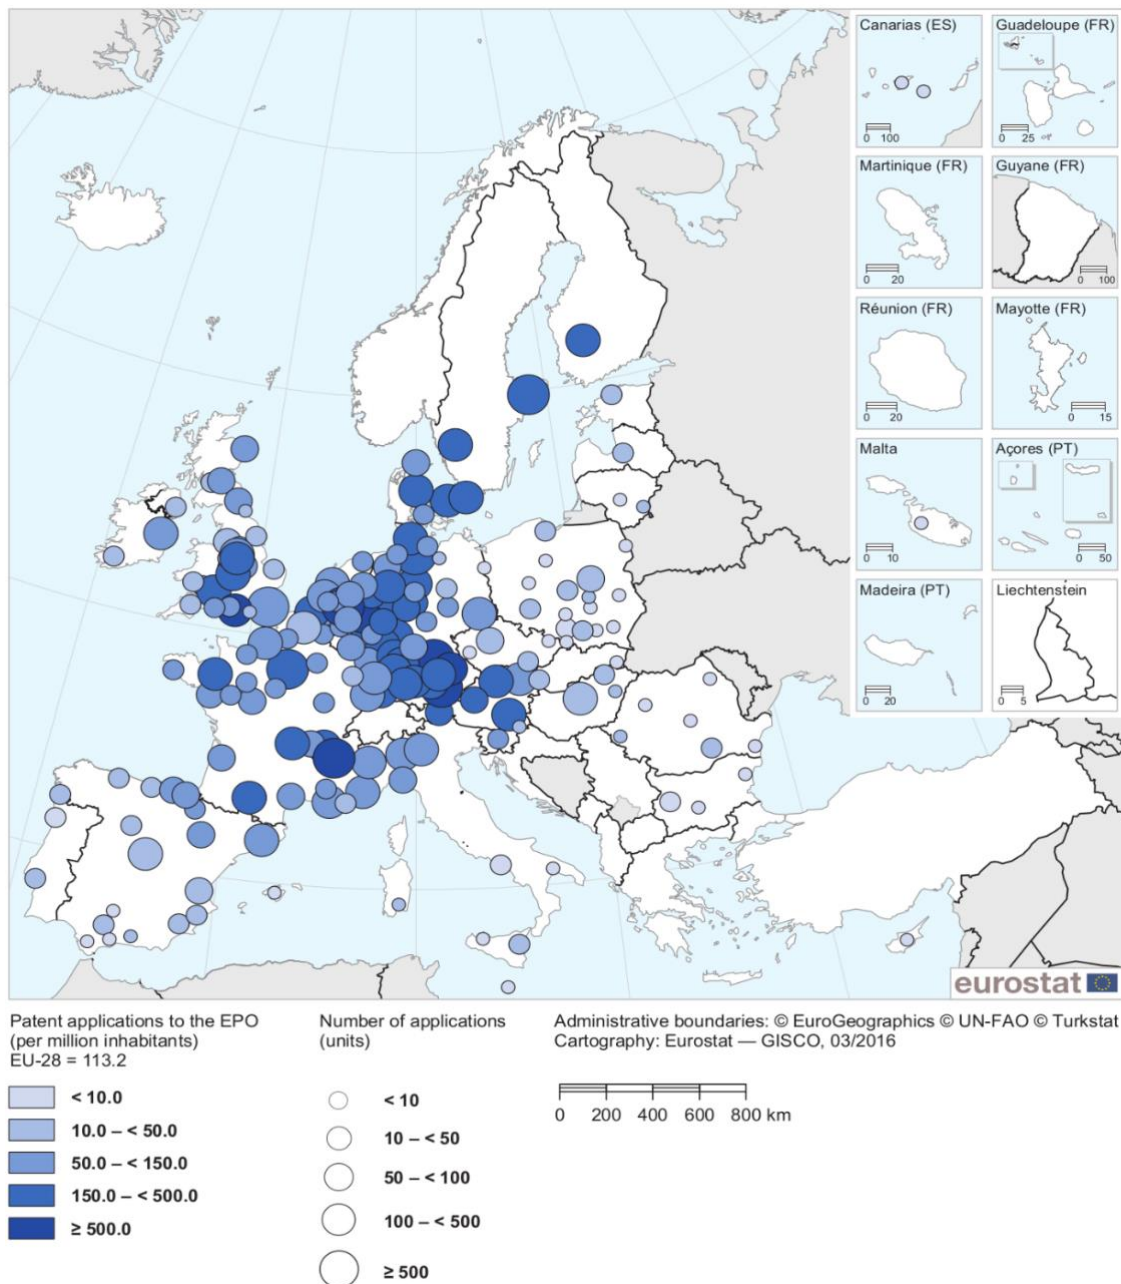 Canarias (ES)
0 100
Guadeloupe (FR)
0 25
Martinique (FR)
0 20
Guyane (FR)
0 100
Réunion (FR)
0 20
Mayotte (FR)
0 15
Malta
0 10
Açores (PT)
0 50
Madeira (PT)
0 20
Liechtenstein
0 5
eurostat
Patent applications to the EPO
(per million inhabitants)
EU-28 = 113.2
< 10.0
10.0 – < 50.0
50.0 – < 150.0
150.0 – < 500.0
≥ 500.0
Number of applications
(units)
< 10
10 – < 50
50 – < 100
100 – < 500
≥ 500
Administrative boundaries: © EuroGeographics © UN-FAO © Turkstat
Cartography: Eurostat — GISCO, 03/2016
0 200 400 600 800 km